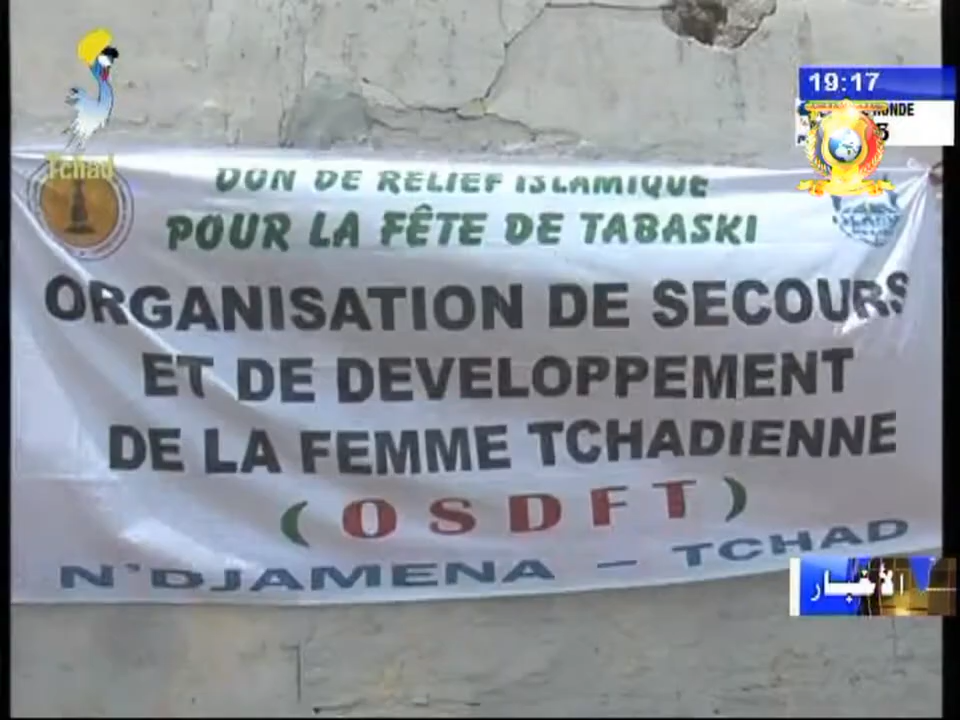 19:17
Tchad
DON DE RELIEF ISLAMIQUE
POUR LA FÊTE DE TABASKI
ORGANISATION DE SECOURS
ET DE DEVELOPPEMENT
DE LA FEMME TCHADIENNE
( O S D F T )
N'DJAMENA – TCHAD
الأخبار